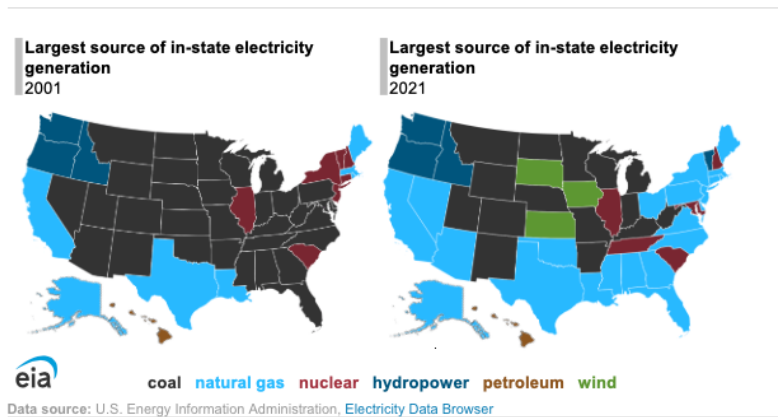 Largest source of in-state electricity
generation
2001
Largest source of in-state electricity
generation
2021
eia
coal natural gas nuclear hydropower petroleum wind
Data source: U.S. Energy Information Administration, Electricity Data Browser